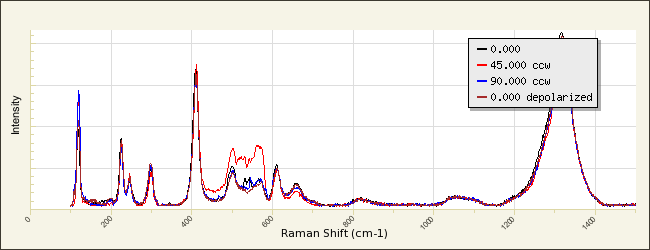 0.000
45.000 ccw
90.000 ccw
0.000 depolarized
Intensity
0
200
400
600
800
1000
1200
1400
Raman Shift (cm-1)